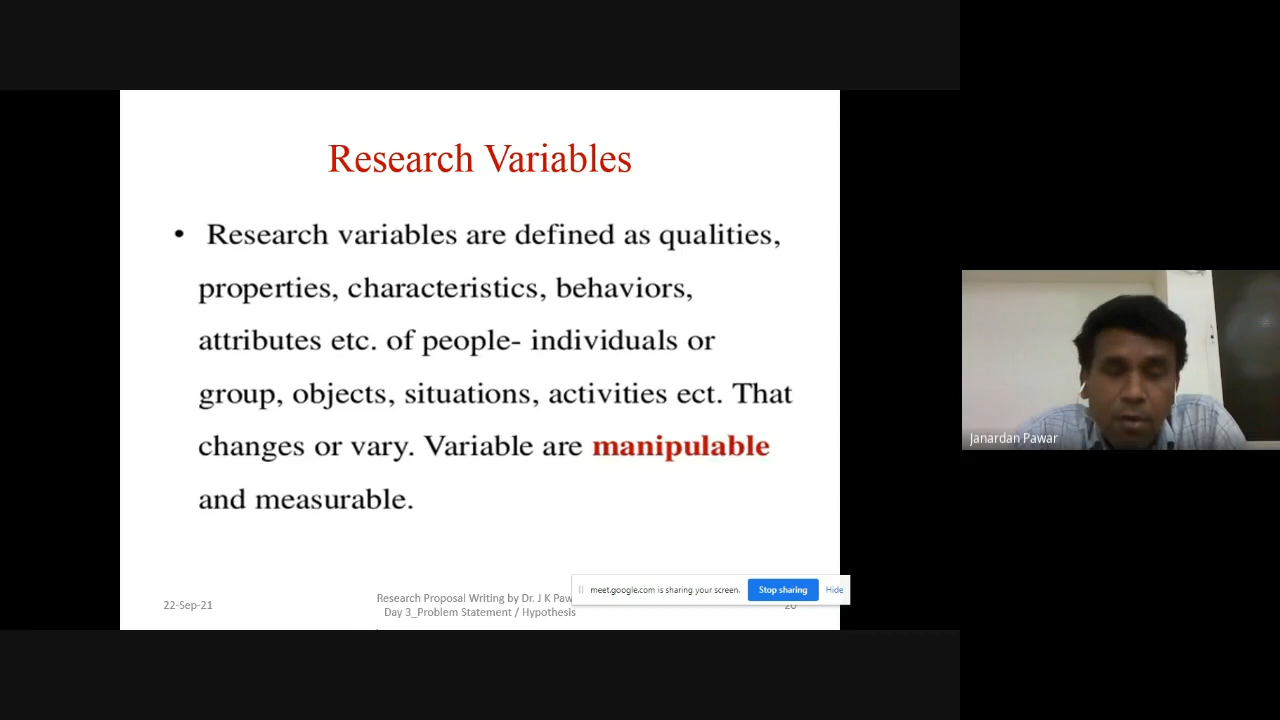 Research Variables
• Research variables are defined as qualities,
properties, characteristics, behaviors,
attributes etc. of people- individuals or
group, objects, situations, activities ect. That
changes or vary. Variable are manipulable
and measurable.
22-Sep-21
Research Proposal Writing by Dr. J K Paw
Day 3_Problem Statement / Hypothesis
meet.google.com is sharing your screen.
Stop sharing
Hide
20
Janardan Pawar